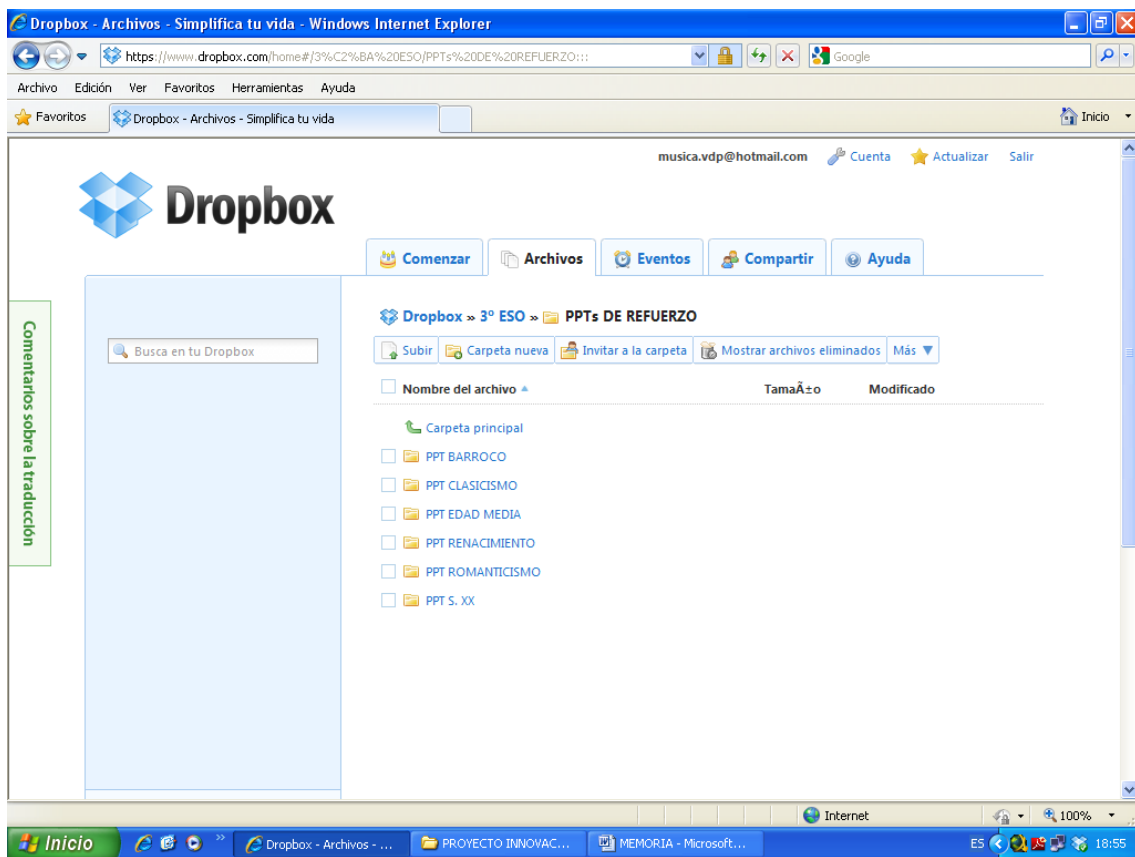 Dropbox - Archivos - Simplifica tu vida - Windows Internet Explorer
https://www.dropbox.com/home#/3%C2%BA%20ESO/PPTs%20DE%20REFUERZO:::
Google
Archivo Edición Ver Favoritos Herramientas Ayuda
Favoritos Dropbox - Archivos - Simplifica tu vida Inicio
musica.vdp@hotmail.com Cuenta Actualizar Salir
Dropbox
Comenzar Archivos Eventos Compartir Ayuda
Comentarios sobre la traducción
Busca en tu Dropbox
Dropbox » 3º ESO » PPTs DE REFUERZO
Subir Carpeta nueva Invitar a la carpeta Mostrar archivos eliminados Más ▼
Nombre del archivo ▲ TamaÃ±o Modificado
Carpeta principal
PPT BARROCO
PPT CLASICISMO
PPT EDAD MEDIA
PPT RENACIMIENTO
PPT ROMANTICISMO
PPT S. XX
Internet 100%
Inicio » Dropbox - Archivos - ... PROYECTO INNOVAC... MEMORIA - Microsoft... ES 18:55